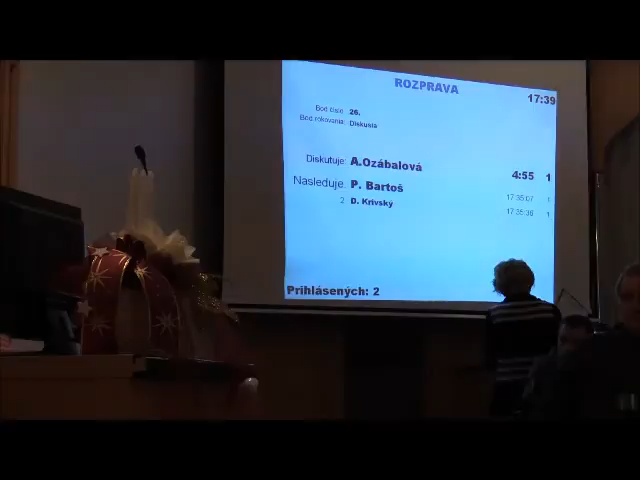 ROZPRAVA
17:39
Bod číslo: 26.
Bod rokovania: Diskusia
Diskutuje: A.Ozábalová 4:55 1
Nasleduje: P. Bartoš 17:35:07 1
2 D. Krivský 17:35:36 1
Prihlásených: 2